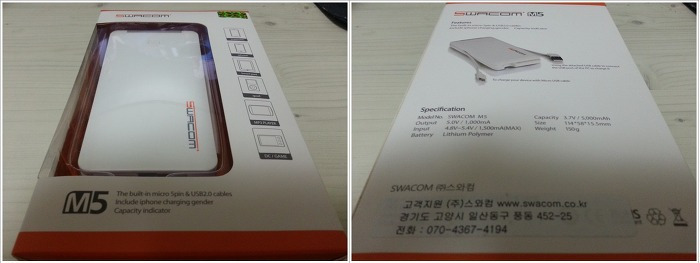 SWACOM
SWACOM
MP3 PLAYER
DC / GAME
M5
The built-in micro 5pin & USB2.0 cables
Include iphone charging gender
Capacity indicator
SWACOM M5
Features
Specification
Model No. SWACOM M5
Output 5.0V / 1,000mA
Input 4.8V~5.4V / 1,500mA(MAX)
Battery Lithium Polymer
Capacity 3.7V / 5,000mAh
Size 114*58*15.5mm
Weight 150g
SWACOM ㈜스와컴
고객지원 (주)스와컴 www.swacom.co.kr
경기도 고양시 일산동구 풍동 452-25
전화 : 070-4367-4194